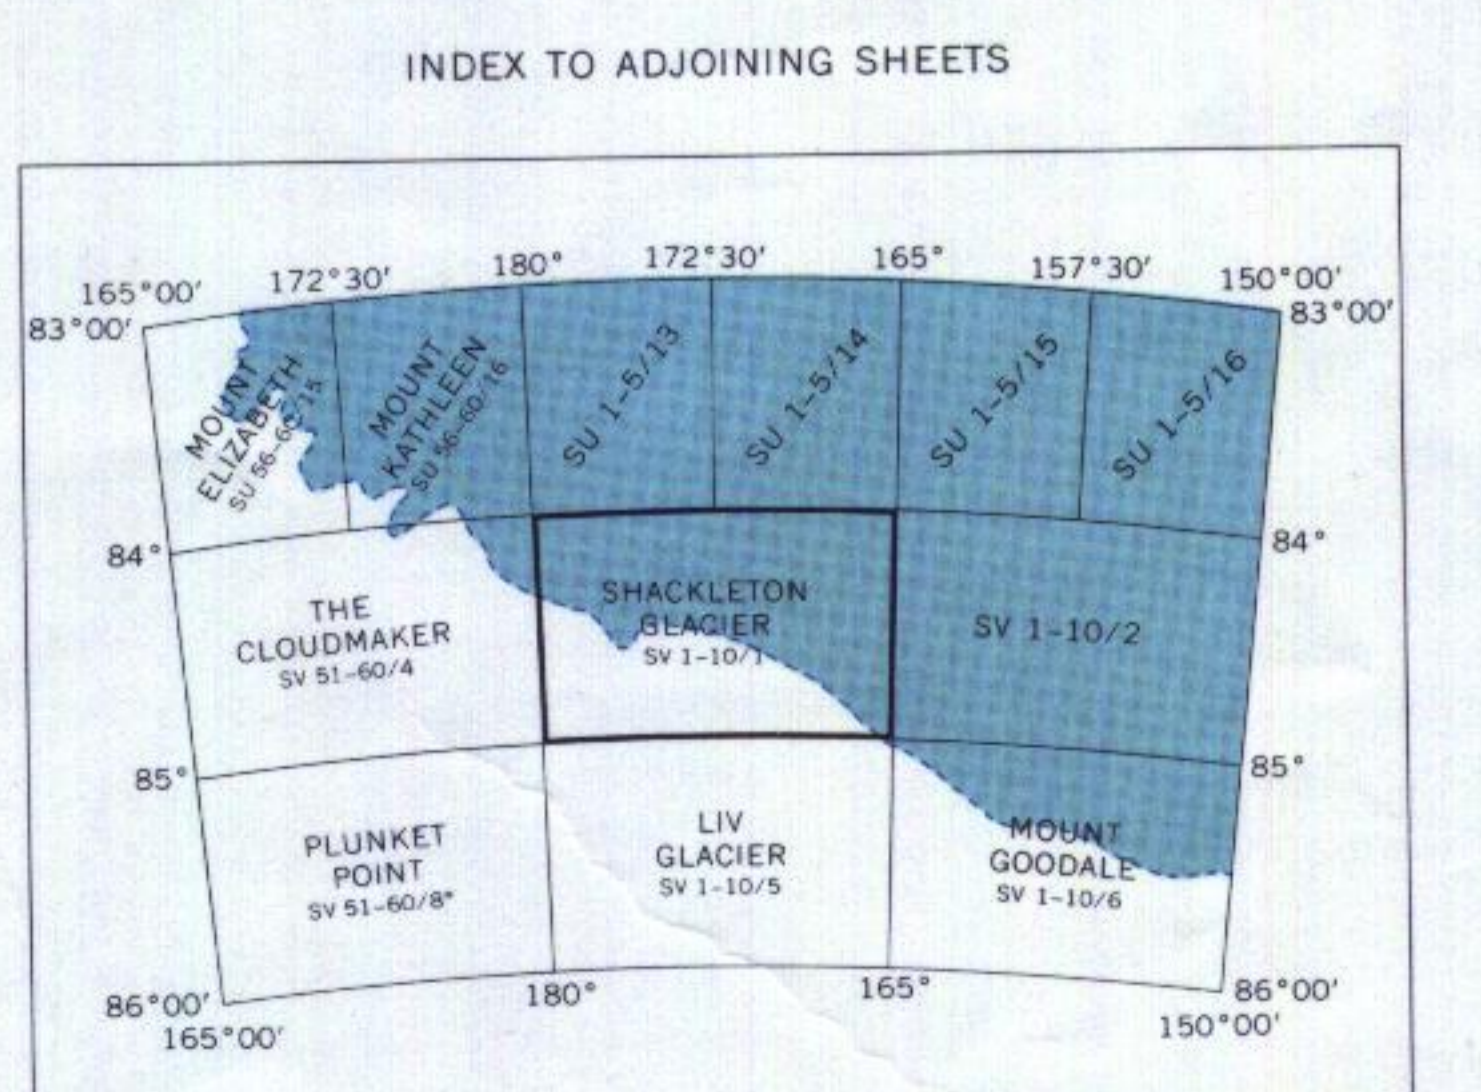 INDEX TO ADJOINING SHEETS
165°00′
172°30′
180°
172°30′
165°
157°30′
150°00′
83°00′
83°00′
MOUNT
ELIZABETH
SU 56-60/15
MOUNT
KATHLEEN
SU 56-60/16
SU 1-5/13
SU 1-5/14
SU 1-5/15
SU 1-5/16
84°
84°
THE
CLOUDMAKER
SV 51-60/4
SHACKLETON
GLACIER
SV 1-10/1
SV 1-10/2
85°
85°
PLUNKET
POINT
SV 51-60/8*
LIV
GLACIER
SV 1-10/5
MOUNT
GOODALE
SV 1-10/6
86°00′
165°00′
180°
165°
86°00′
150°00′